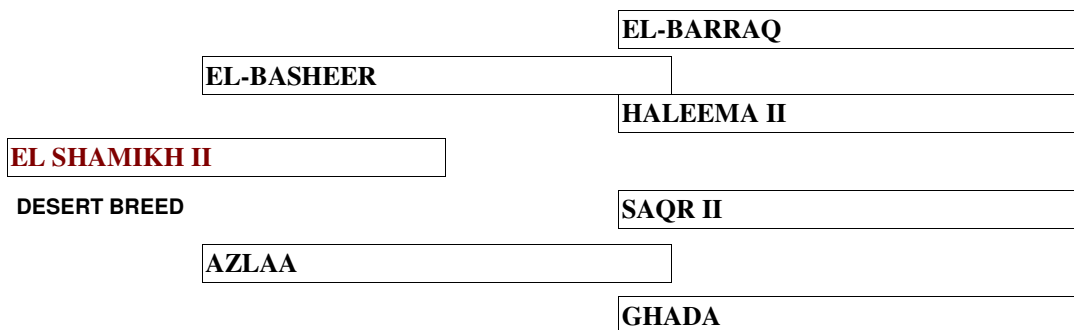 EL-BARRAQ
EL-BASHEER
HALEEMA II
EL SHAMIKH II
DESERT BREED
SAQR II
AZLAA
GHADA